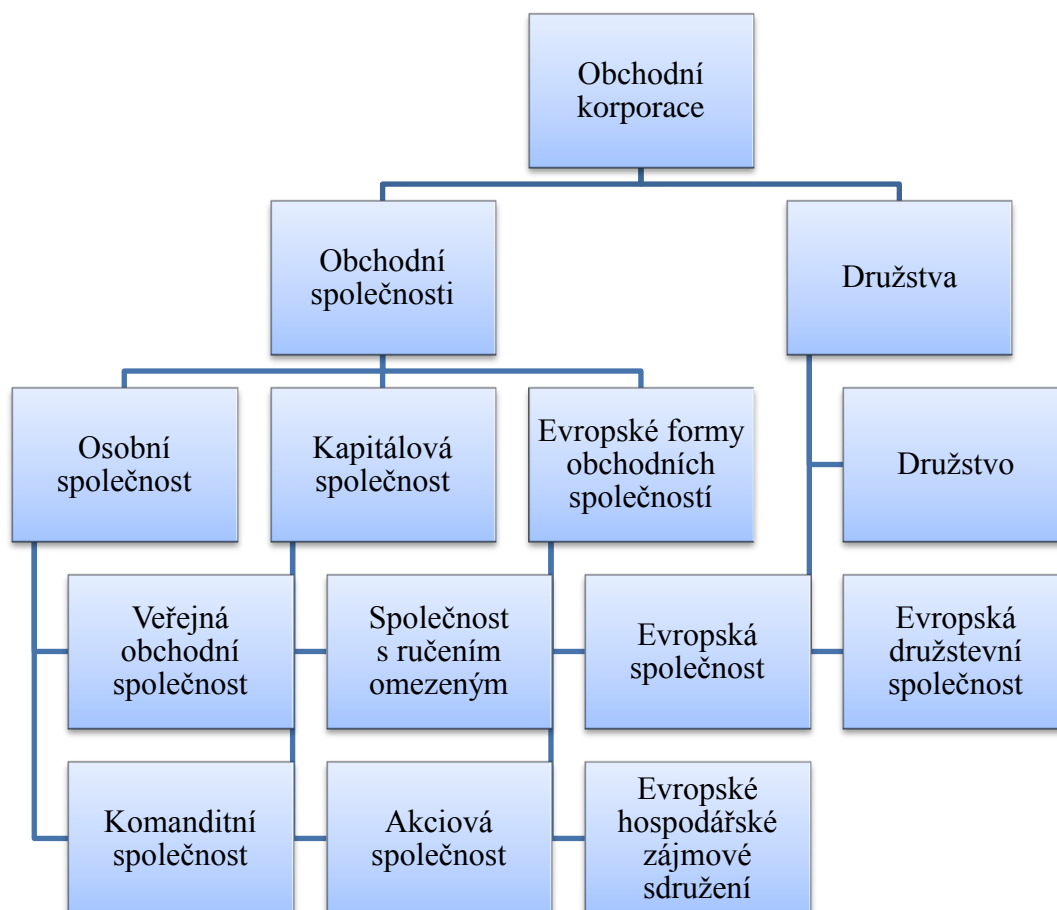 Obchodní
korporace
Obchodní
společnosti
Družstva
Osobní
společnost
Kapitálová
společnost
Evropské formy
obchodních
společností
Družstvo
Veřejná
obchodní
společnost
Společnost
s ručením
omezeným
Evropská
společnost
Evropská
družstevní
společnost
Komanditní
společnost
Akciová
společnost
Evropské
hospodářské
zájmové
sdružení